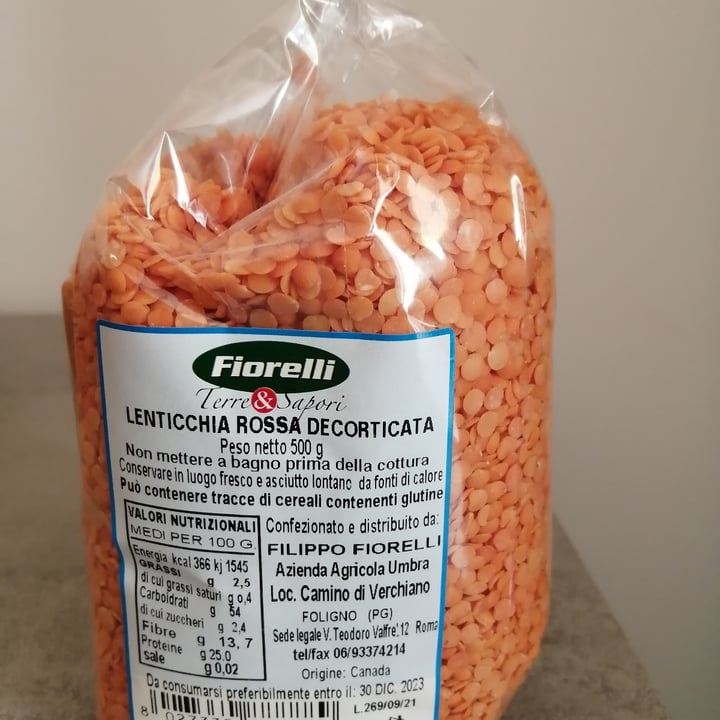 Fiorelli
Terre & Sapori
LENTICCHIA ROSSA DECORTICATA
Peso netto 500 g
Non mettere a bagno prima della cottura
Conservare in luogo fresco e asciutto lontano da fonti di calore
Può contenere tracce di cereali contenenti glutine
VALORI NUTRIZIONALI
MEDI PER 100 G.
Energia kcal 366 kj 1545
GRASSI g 2,5
di cui grassi saturi g 0,4
Carboidrati g 54
di cui zuccheri g 2,4
Fibre g 13,7
Proteine g 25.0
sale g 0,02
Confezionato e distribuito da:
FILIPPO FIORELLI
Azienda Agricola Umbra
Loc. Camino di Verchiano
FOLIGNO (PG)
Sede legale V. Teodoro Valfre'. 12 Roma
tel/fax 06/93374214
Origine: Canada
Da consumarsi preferibilmente entro il: 30 DIC. 2023
L.269/09/21